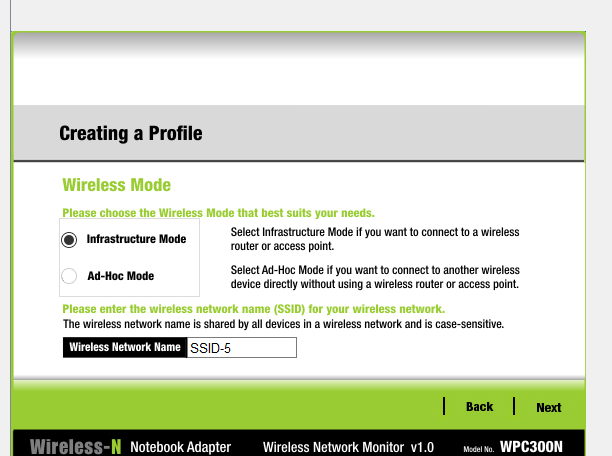 Creating a Profile
Wireless Mode
Please choose the Wireless Mode that best suits your needs.
Infrastructure Mode
Select Infrastructure Mode if you want to connect to a wireless
router or access point.
Ad-Hoc Mode
Select Ad-Hoc Mode if you want to connect to another wireless
device directly without using a wireless router or access point.
Please enter the wireless network name (SSID) for your wireless network.
The wireless network name is shared by all devices in a wireless network and is case-sensitive.
Wireless Network Name SSID-5
Back Next
Wireless-N Notebook Adapter Wireless Network Monitor v1.0 Model No. WPC300N